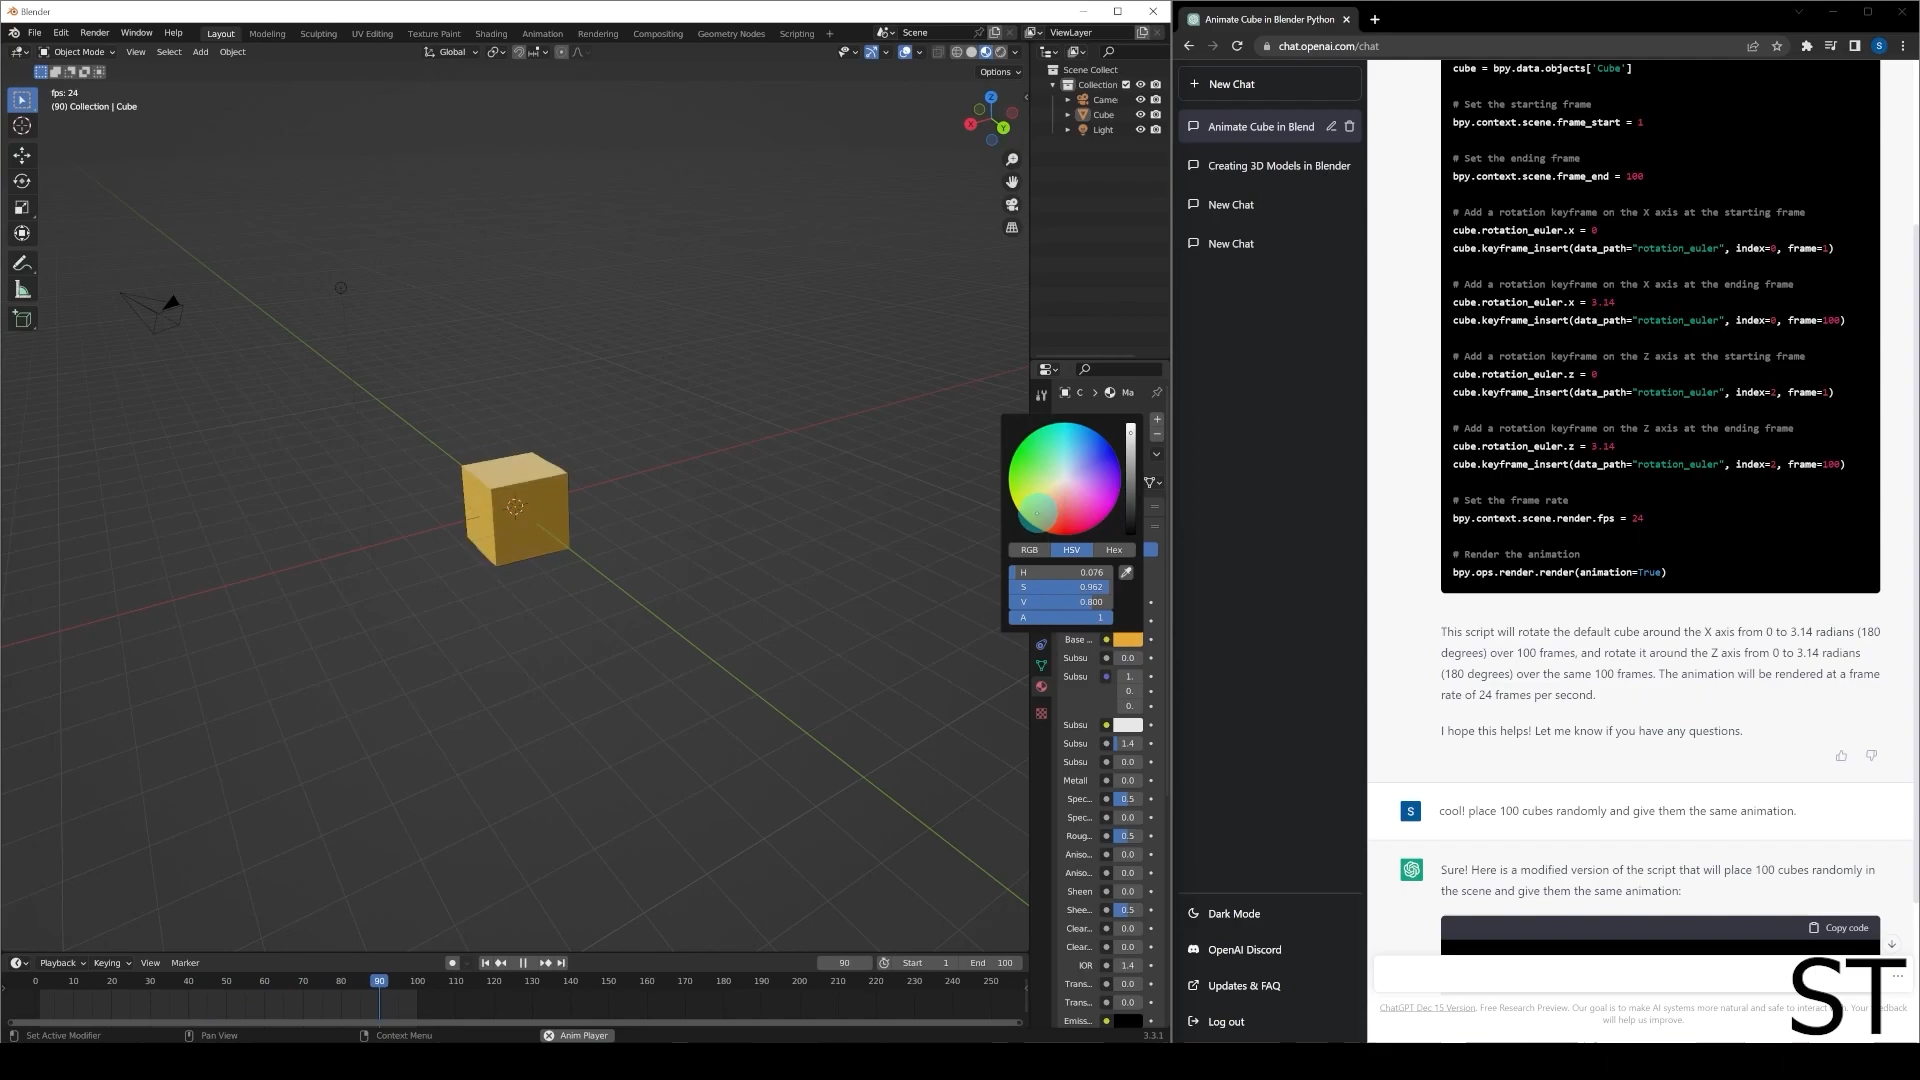 Blender
File Edit Render Window Help
Layout Modeling Sculpting UV Editing Texture Paint Shading Animation Rendering Compositing Geometry Nodes Scripting +
Scene
ViewLayer
Object Mode View Select Add Object
Global
Options
fps: 24
(90) Collection | Cube
Z
X
Y
Scene Collect
Collection
Came
Cube
Light
C > Ma
RGB HSV Hex
H 0.076
S 0.962
V 0.800
A 1
Base ...
Subsu 0.0
Subsu 1.
0.
0.
Subsu
Subsu 1.4
Subsu 0.0
Metall 0.0
Spec... 0.5
Spec... 0.0
Roug... 0.5
Aniso... 0.0
Aniso... 0.0
Sheen 0.0
Shee... 0.5
Clear... 0.0
Clear... 0.0
IOR 1.4
Trans... 0.0
Trans... 0.0
Emiss...
Playback Keying View Marker
90 Start 1 End 100
0 10 20 30 40 50 60 70 80 90 100 110 120 130 140 150 160 170 180 190 200 210 220 230 240 250
Set Active Modifier Pan View Context Menu Anim Player 3.3.1
Animate Cube in Blender Python
chat.openai.com/chat
S
+ New Chat
Animate Cube in Blend
Creating 3D Models in Blender
New Chat
New Chat
Dark Mode
OpenAI Discord
Updates & FAQ
Log out
cube = bpy.data.objects['Cube']
# Set the starting frame
bpy.context.scene.frame_start = 1
# Set the ending frame
bpy.context.scene.frame_end = 100
# Add a rotation keyframe on the X axis at the starting frame
cube.rotation_euler.x = 0
cube.keyframe_insert(data_path="rotation_euler", index=0, frame=1)
# Add a rotation keyframe on the X axis at the ending frame
cube.rotation_euler.x = 3.14
cube.keyframe_insert(data_path="rotation_euler", index=0, frame=100)
# Add a rotation keyframe on the Z axis at the starting frame
cube.rotation_euler.z = 0
cube.keyframe_insert(data_path="rotation_euler", index=2, frame=1)
# Add a rotation keyframe on the Z axis at the ending frame
cube.rotation_euler.z = 3.14
cube.keyframe_insert(data_path="rotation_euler", index=2, frame=100)
# Set the frame rate
bpy.context.scene.render.fps = 24
# Render the animation
bpy.ops.render.render(animation=True)
This script will rotate the default cube around the X axis from 0 to 3.14 radians (180
degrees) over 100 frames, and rotate it around the Z axis from 0 to 3.14 radians
(180 degrees) over the same 100 frames. The animation will be rendered at a frame
rate of 24 frames per second.
I hope this helps! Let me know if you have any questions.
S
cool! place 100 cubes randomly and give them the same animation.
Sure! Here is a modified version of the script that will place 100 cubes randomly in
the scene and give them the same animation:
Copy code
ChatGPT Dec 15 Version. Free Research Preview. Our goal is to make AI systems more natural and safe to interact Your
will help us improve.
ST